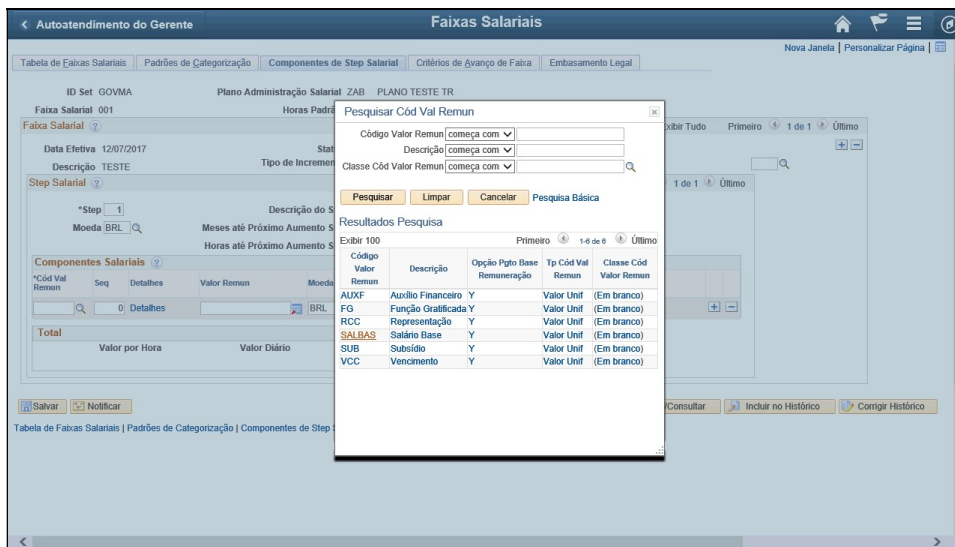 Autoatendimento do Gerente
Faixas Salariais
Nova Janela | Personalizar Página |
Tabela de Faixas Salariais Padrões de Categorização Componentes de Step Salarial Critérios de Avanço de Faixa Embasamento Legal
ID Set GOVMA Plano Administração Salarial ZAB PLANO TESTE TR
Faixa Salarial 001 Horas Padrã
Faixa Salarial xibir Tudo Primeiro 1 de 1 Último
Data Efetiva 12/07/2017 Stat
Descrição TESTE Tipo de Incremen
Step Salarial 1 de 1 Último
*Step 1 Descrição do S
Moeda BRL Meses até Próximo Aumento S
Horas até Próximo Aumento S
Componentes Salariais
*Cód Val Remun Seq Detalhes Valor Remun Moeda
0 Detalhes BRL
Total
Valor por Hora Valor Diário
Salvar Notificar /Consultar Incluir no Histórico Corrigir Histórico
Tabela de Faixas Salariais | Padrões de Categorização | Componentes de Step
Pesquisar Cód Val Remun
Código Valor Remun começa com
Descrição começa com
Classe Cód Valor Remun começa com
Pesquisar Limpar Cancelar Pesquisa Básica
Resultados Pesquisa
Exibir 100 Primeiro 1-6 de 6 Último
Código Valor Remun Descrição Opção Pgto Base Remuneração Tp Cód Val Remun Classe Cód Valor Remun
AUXF Auxílio Financeiro Y Valor Unif (Em branco)
FG Função Gratificada Y Valor Unif (Em branco)
RCC Representação Y Valor Unif (Em branco)
SALBAS Salário Base Y Valor Unif (Em branco)
SUB Subsídio Y Valor Unif (Em branco)
VCC Vencimento Y Valor Unif (Em branco)